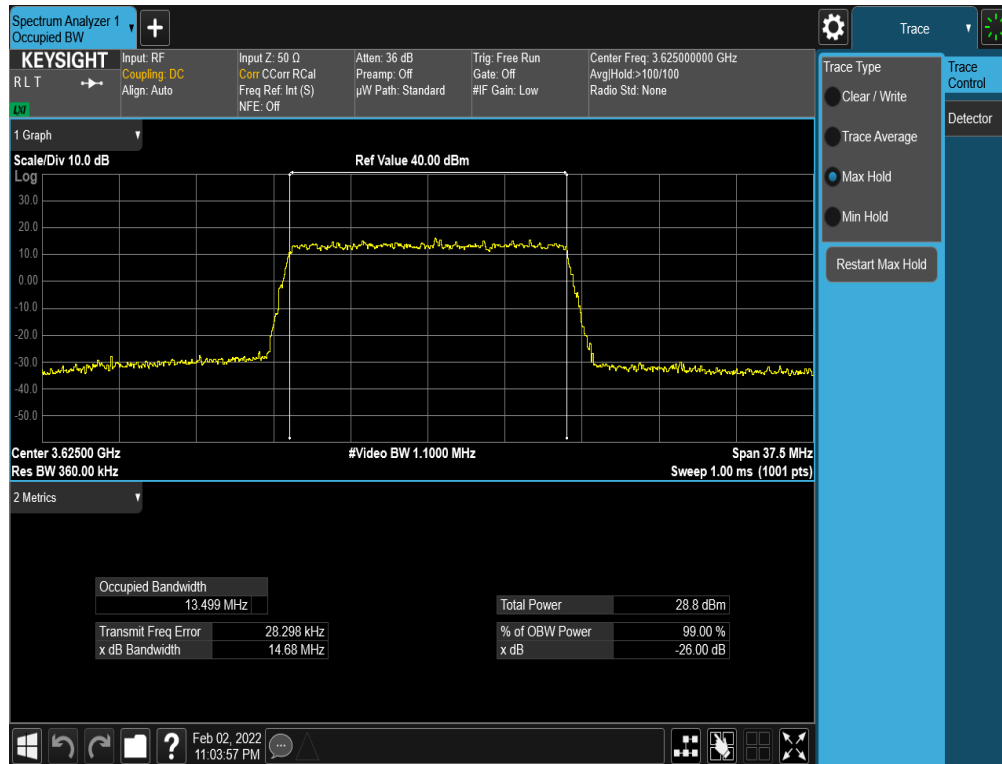 Spectrum Analyzer 1
Occupied BW
Trace
KEYSIGHT
R L T
LXI
Input: RF
Coupling: DC
Align: Auto
Input Z: 50 Ω
Corr CCorr RCal
Freq Ref: Int (S)
NFE: Off
Atten: 36 dB
Preamp: Off
µW Path: Standard
Trig: Free Run
Gate: Off
#IF Gain: Low
Center Freq: 3.625000000 GHz
Avg|Hold:>100/100
Radio Std: None
Trace Type
Clear / Write
Trace Average
Max Hold
Min Hold
Restart Max Hold
Trace
Control
Detector
1 Graph
Scale/Div 10.0 dB
Ref Value 40.00 dBm
Log
30.0
20.0
10.0
0.00
-10.0
-20.0
-30.0
-40.0
-50.0
Center 3.62500 GHz
#Video BW 1.1000 MHz
Span 37.5 MHz
Res BW 360.00 kHz
Sweep 1.00 ms (1001 pts)
2 Metrics
Occupied Bandwidth
13.499 MHz
Total Power 28.8 dBm
Transmit Freq Error 28.298 kHz
% of OBW Power 99.00 %
x dB Bandwidth 14.68 MHz
x dB -26.00 dB
?
Feb 02, 2022
11:03:57 PM